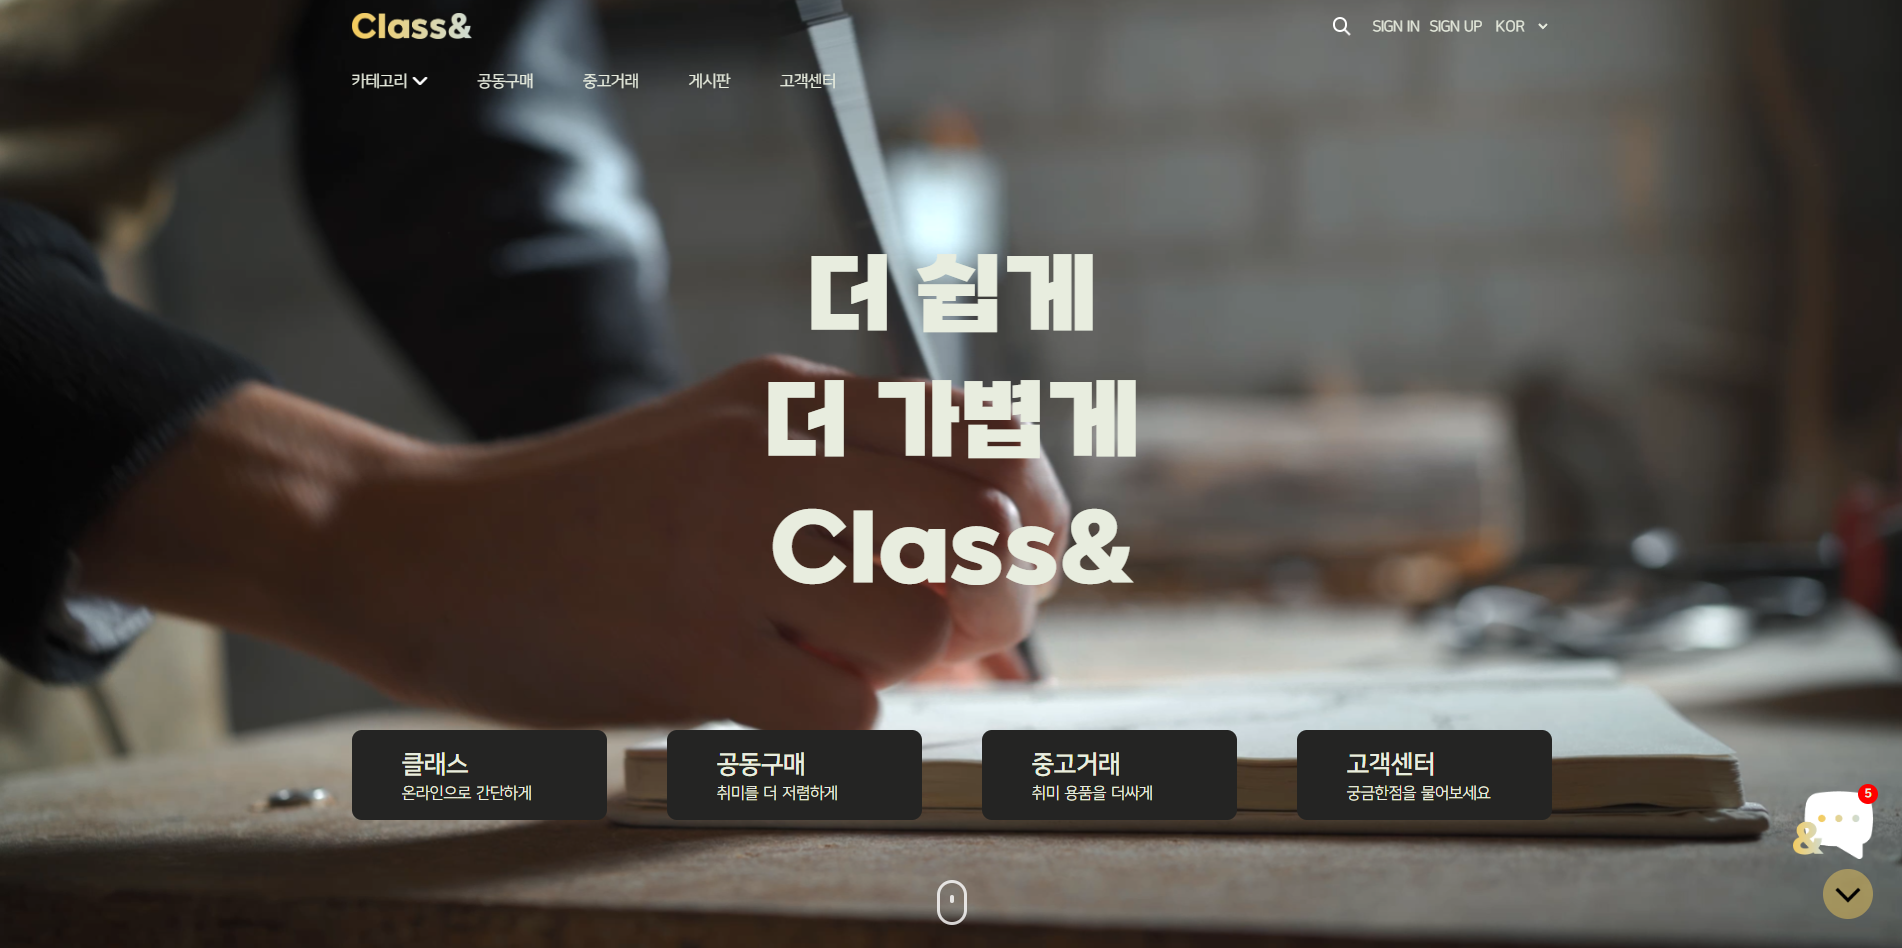 Class&
SIGN IN SIGN UP KOR
카테고리 공동구매 중고거래 게시판 고객센터
더 쉽게
더 가볍게
Class&
클래스
온라인으로 간단하게
공동구매
취미를 더 저렴하게
중고거래
취미 용품을 더싸게
고객센터
궁금한점을 물어보세요
5
&